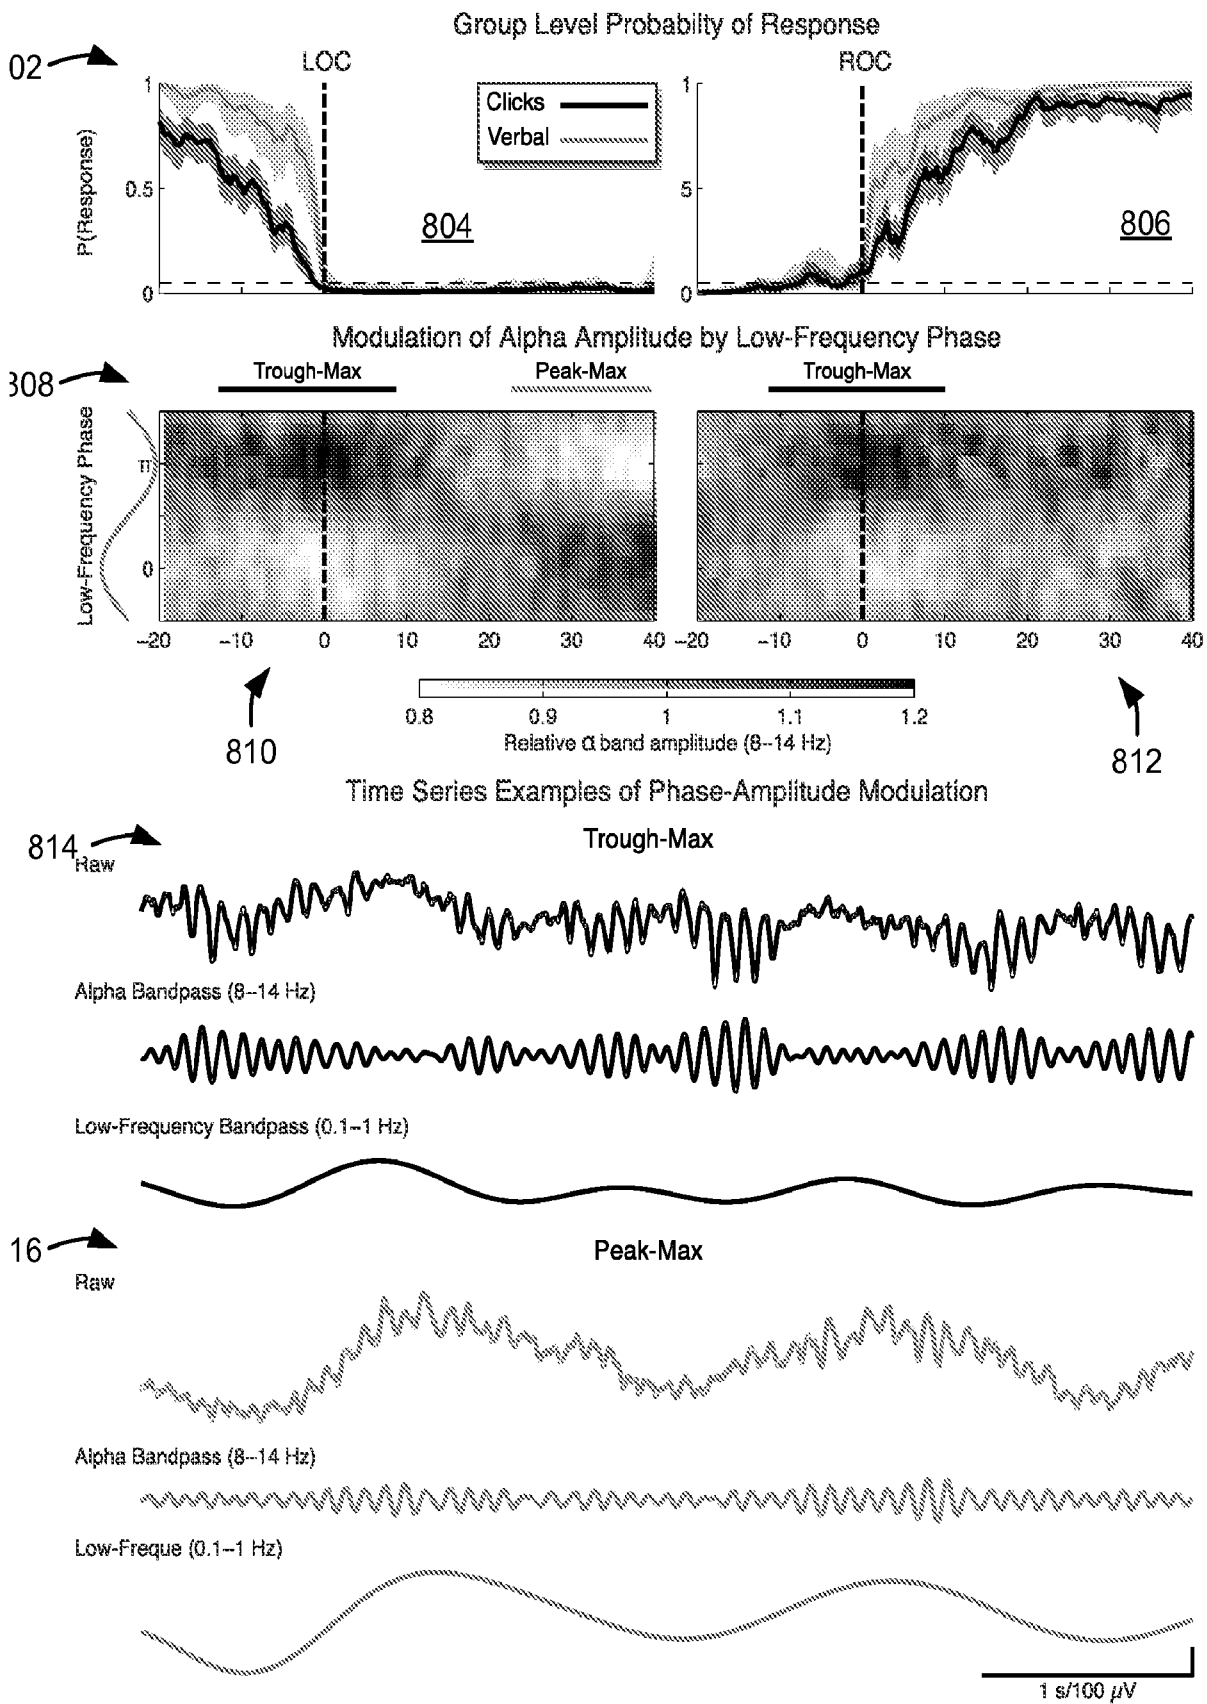 Group Level Probabilty of Response
02
LOC
ROC
Clicks
Verbal
P(Response)
1
0.5
0
804
1
5
0
806
Modulation of Alpha Amplitude by Low-Frequency Phase
308
Trough-Max
Peak-Max
Trough-Max
Low-Frequency Phase
π
0
−20 −10 0 10 20 30 40
−20 −10 0 10 20 30 40
0.8 0.9 1 1.1 1.2
Relative α band amplitude (8–14 Hz)
810
812
Time Series Examples of Phase-Amplitude Modulation
814
Trough-Max
Raw
Alpha Bandpass (8–14 Hz)
Low-Frequency Bandpass (0.1–1 Hz)
16
Peak-Max
Raw
Alpha Bandpass (8–14 Hz)
Low-Freque (0.1–1 Hz)
1 s/100 µV